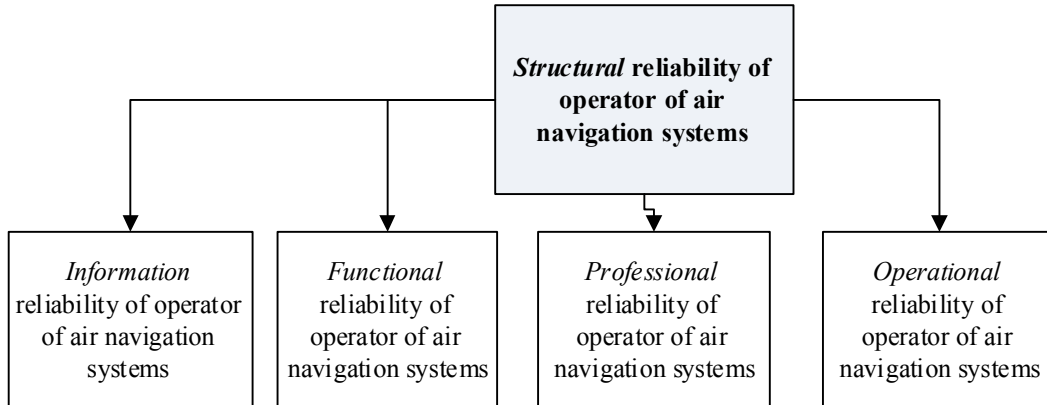 Structural reliability of
operator of air
navigation systems
Information
reliability of operator
of air navigation
systems
Functional
reliability of
operator of air
navigation systems
Professional
reliability of
operator of air
navigation systems
Operational
reliability of
operator of air
navigation systems